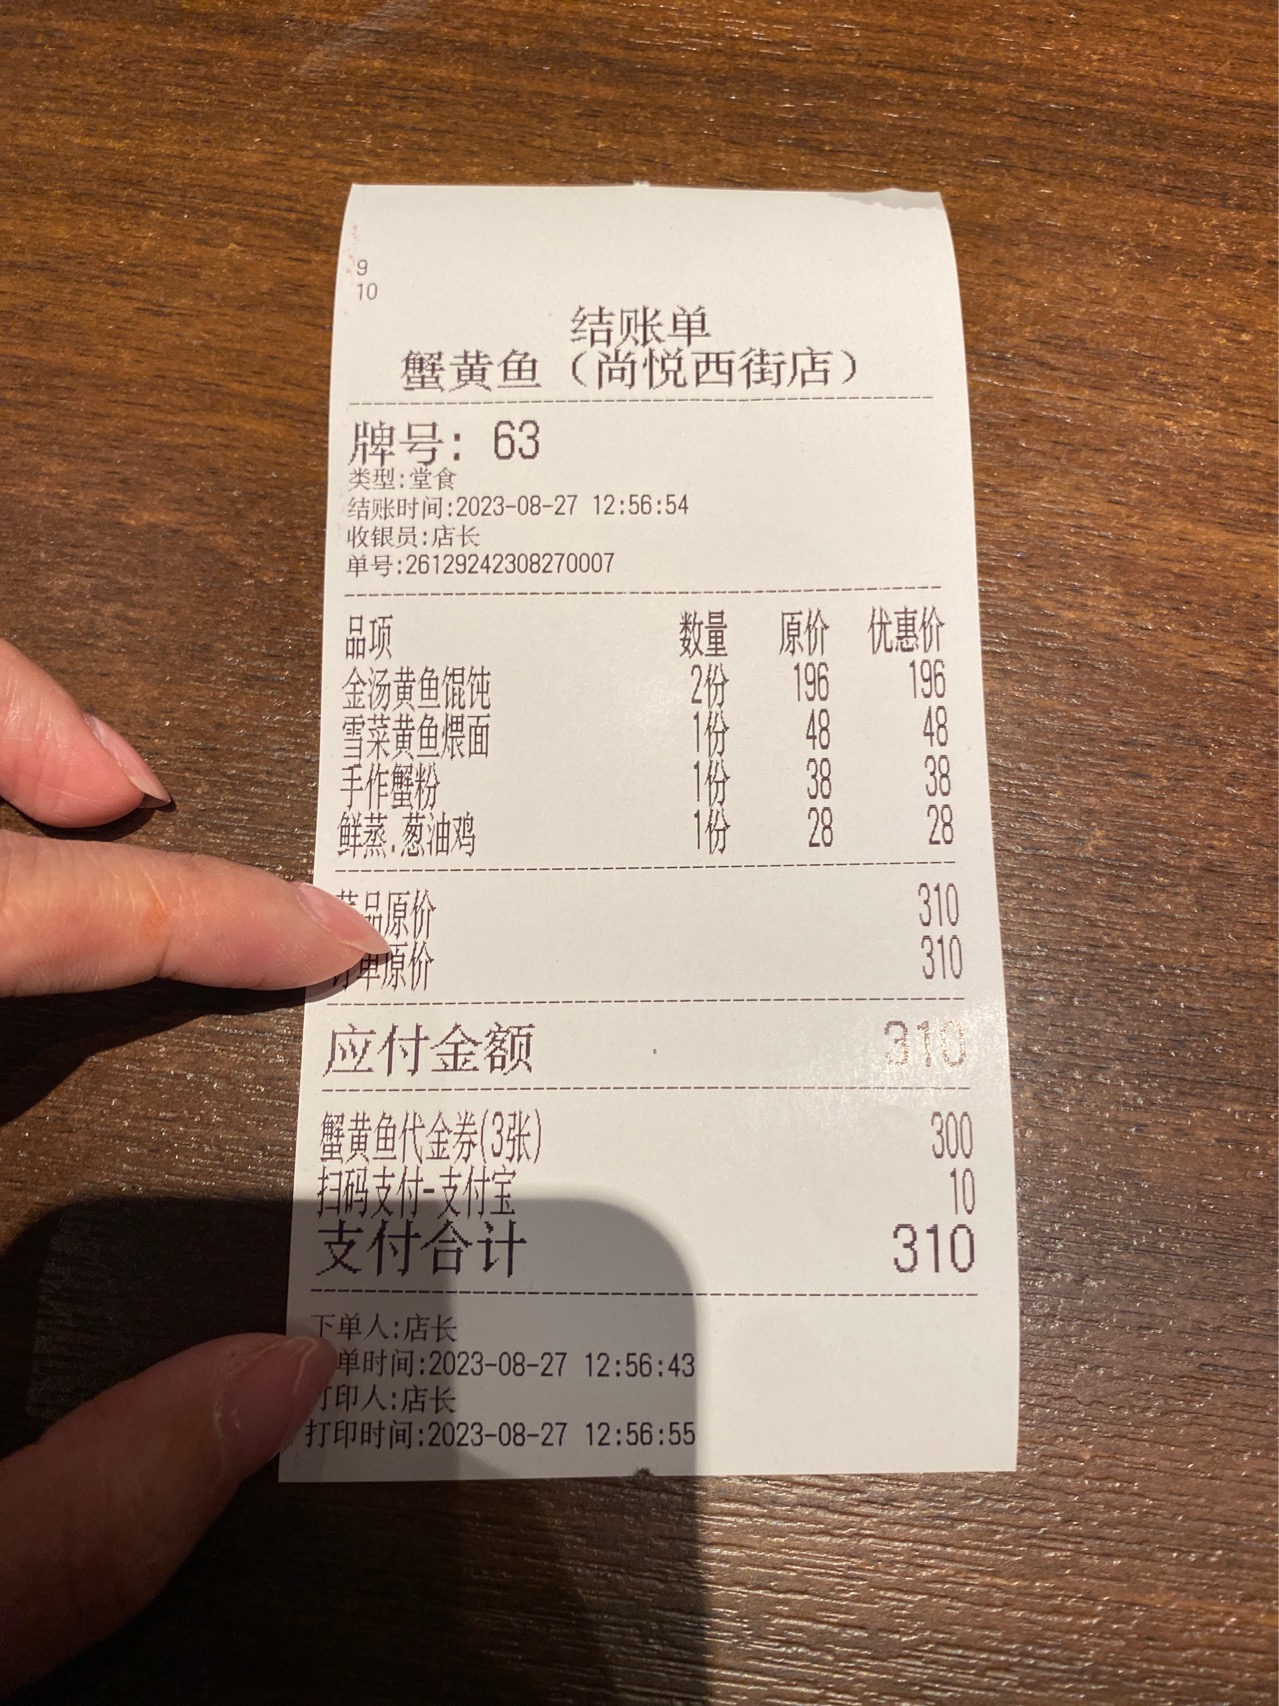 9
10
结账单
蟹黄鱼（尚悦西街店）
牌号: 63
类型:堂食
结账时间:2023-08-27 12:56:54
收银员:店长
单号:26129242308270007
品项 数量 原价 优惠价
金汤黄鱼馄饨 2份 196 196
雪菜黄鱼煨面 1份 48 48
手作蟹粉 1份 38 38
鲜蒸.葱油鸡 1份 28 28
菜品原价 310
订单原价 310
应付金额 310
蟹黄鱼代金券(3张) 300
扫码支付-支付宝 10
支付合计 310
下单人:店长
单时间:2023-08-27 12:56:43
打印人:店长
打印时间:2023-08-27 12:56:55